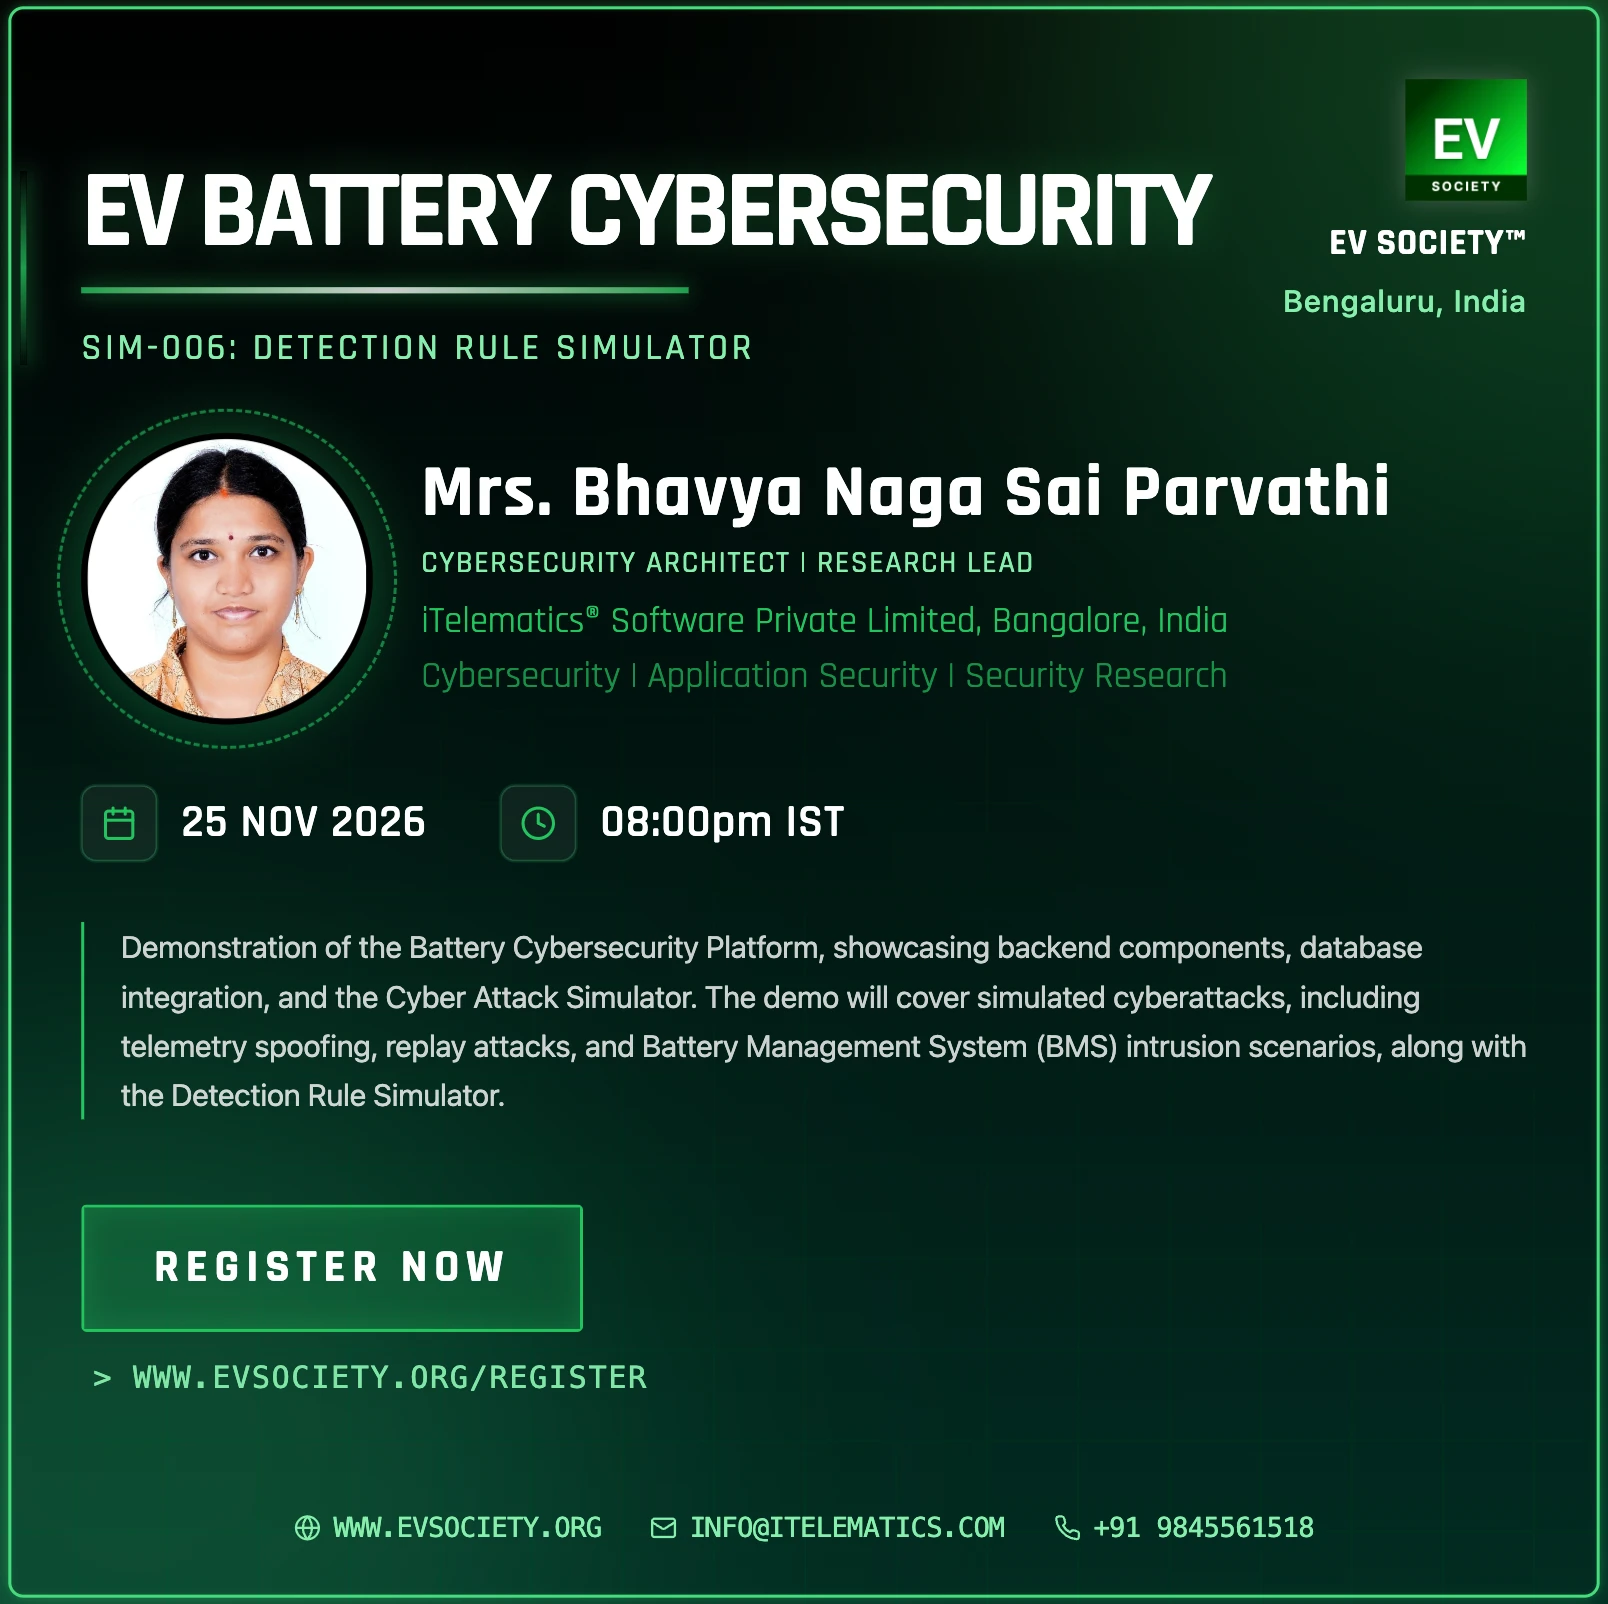 EV
SOCIETY
EV SOCIETY™
Bengaluru, India
EV BATTERY CYBERSECURITY
SIM-006: DETECTION RULE SIMULATOR
Mrs. Bhavya Naga Sai Parvathi
CYBERSECURITY ARCHITECT | RESEARCH LEAD
iTelematics® Software Private Limited, Bangalore, India
Cybersecurity | Application Security | Security Research
25 NOV 2026
08:00pm IST
Demonstration of the Battery Cybersecurity Platform, showcasing backend components, database
integration, and the Cyber Attack Simulator. The demo will cover simulated cyberattacks, including
telemetry spoofing, replay attacks, and Battery Management System (BMS) intrusion scenarios, along with
the Detection Rule Simulator.
REGISTER NOW
> WWW.EVSOCIETY.ORG/REGISTER
WWW.EVSOCIETY.ORG
INFO@ITELEMATICS.COM
+91 9845561518